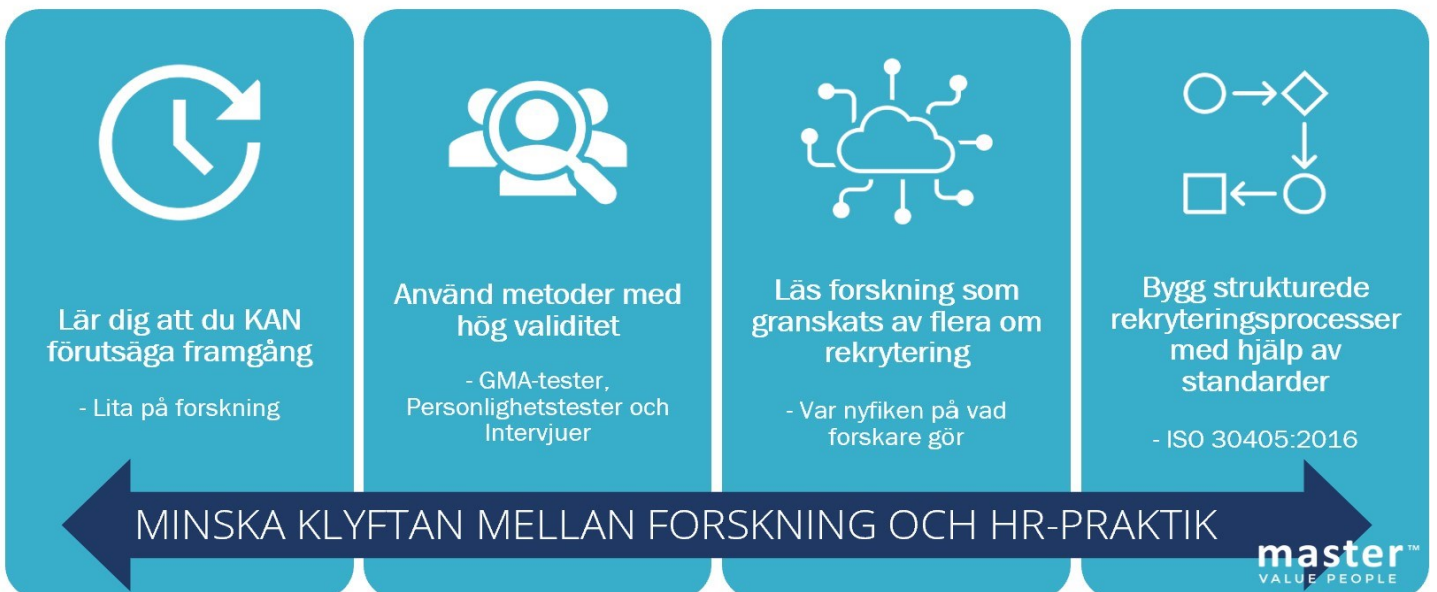 Lär dig att du KAN
förutsäga framgång
- Lita på forskning
Använd metoder med
hög validitet
- GMA-tester,
Personlighetstester och
Intervjuer
Läs forskning som
granskats av flera om
rekrytering
- Var nyfiken på vad
forskare gör
Bygg strukturede
rekryteringsprocesser
med hjälp av
standarder
- ISO 30405:2016
MINSKA KLYFTAN MELLAN FORSKNING OCH HR-PRAKTIK
master™
VALUE PEOPLE